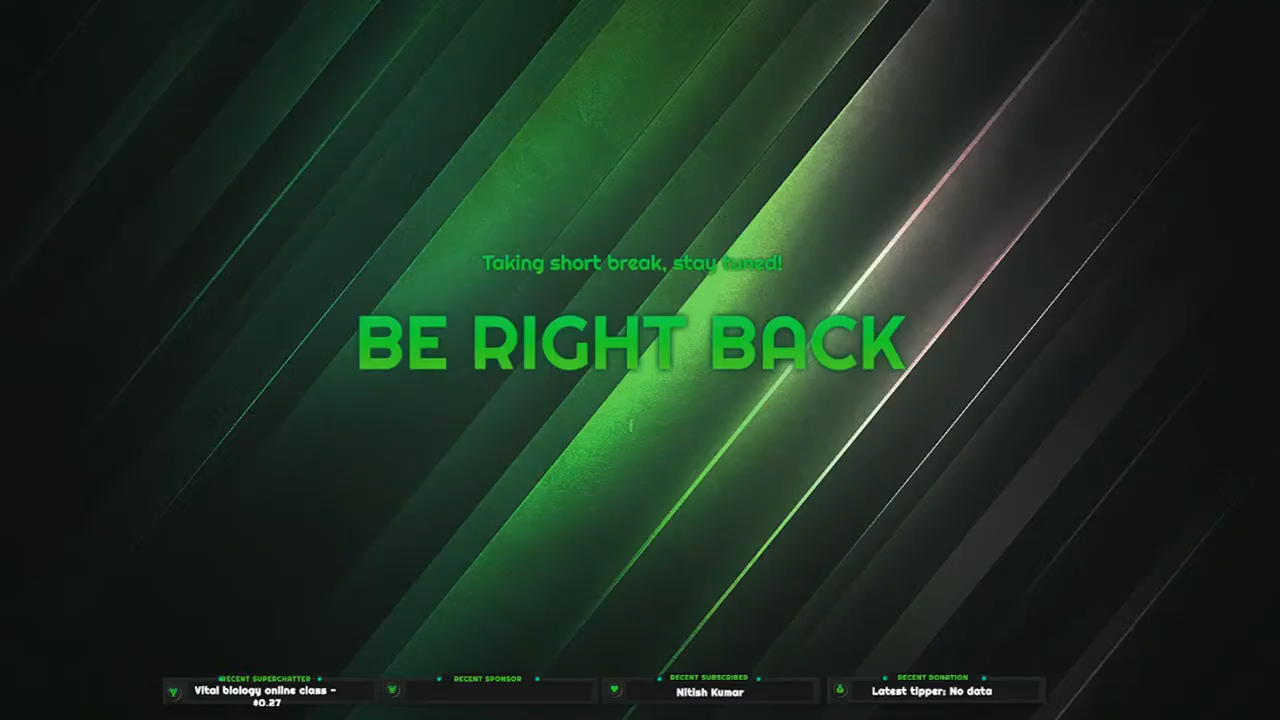 Taking short break, stay tuned!
BE RIGHT BACK
RECENT SUPERCHATTER
Vital biology online class -
$0.27
RECENT SPONSOR
RECENT SUBSCRIBER
Nitish Kumar
RECENT DONATION
Latest tipper: No data